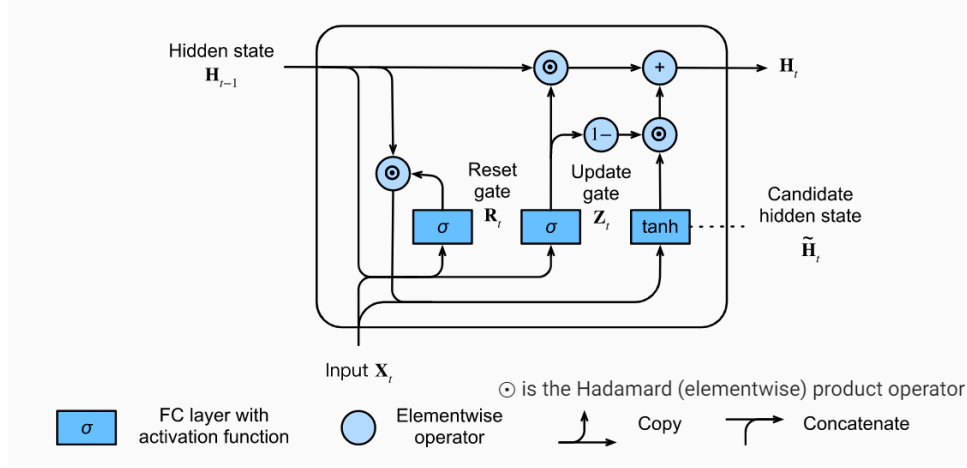 Hidden state
H_{t−1}
⊙
+
H_t
1−
⊙
⊙
Reset
gate
R_t
Update
gate
Z_t
Candidate
hidden state
H̃_t
σ
σ
tanh
Input X_t
⊙ is the Hadamard (elementwise) product operator
σ
FC layer with
activation function
Elementwise
operator
Copy
Concatenate